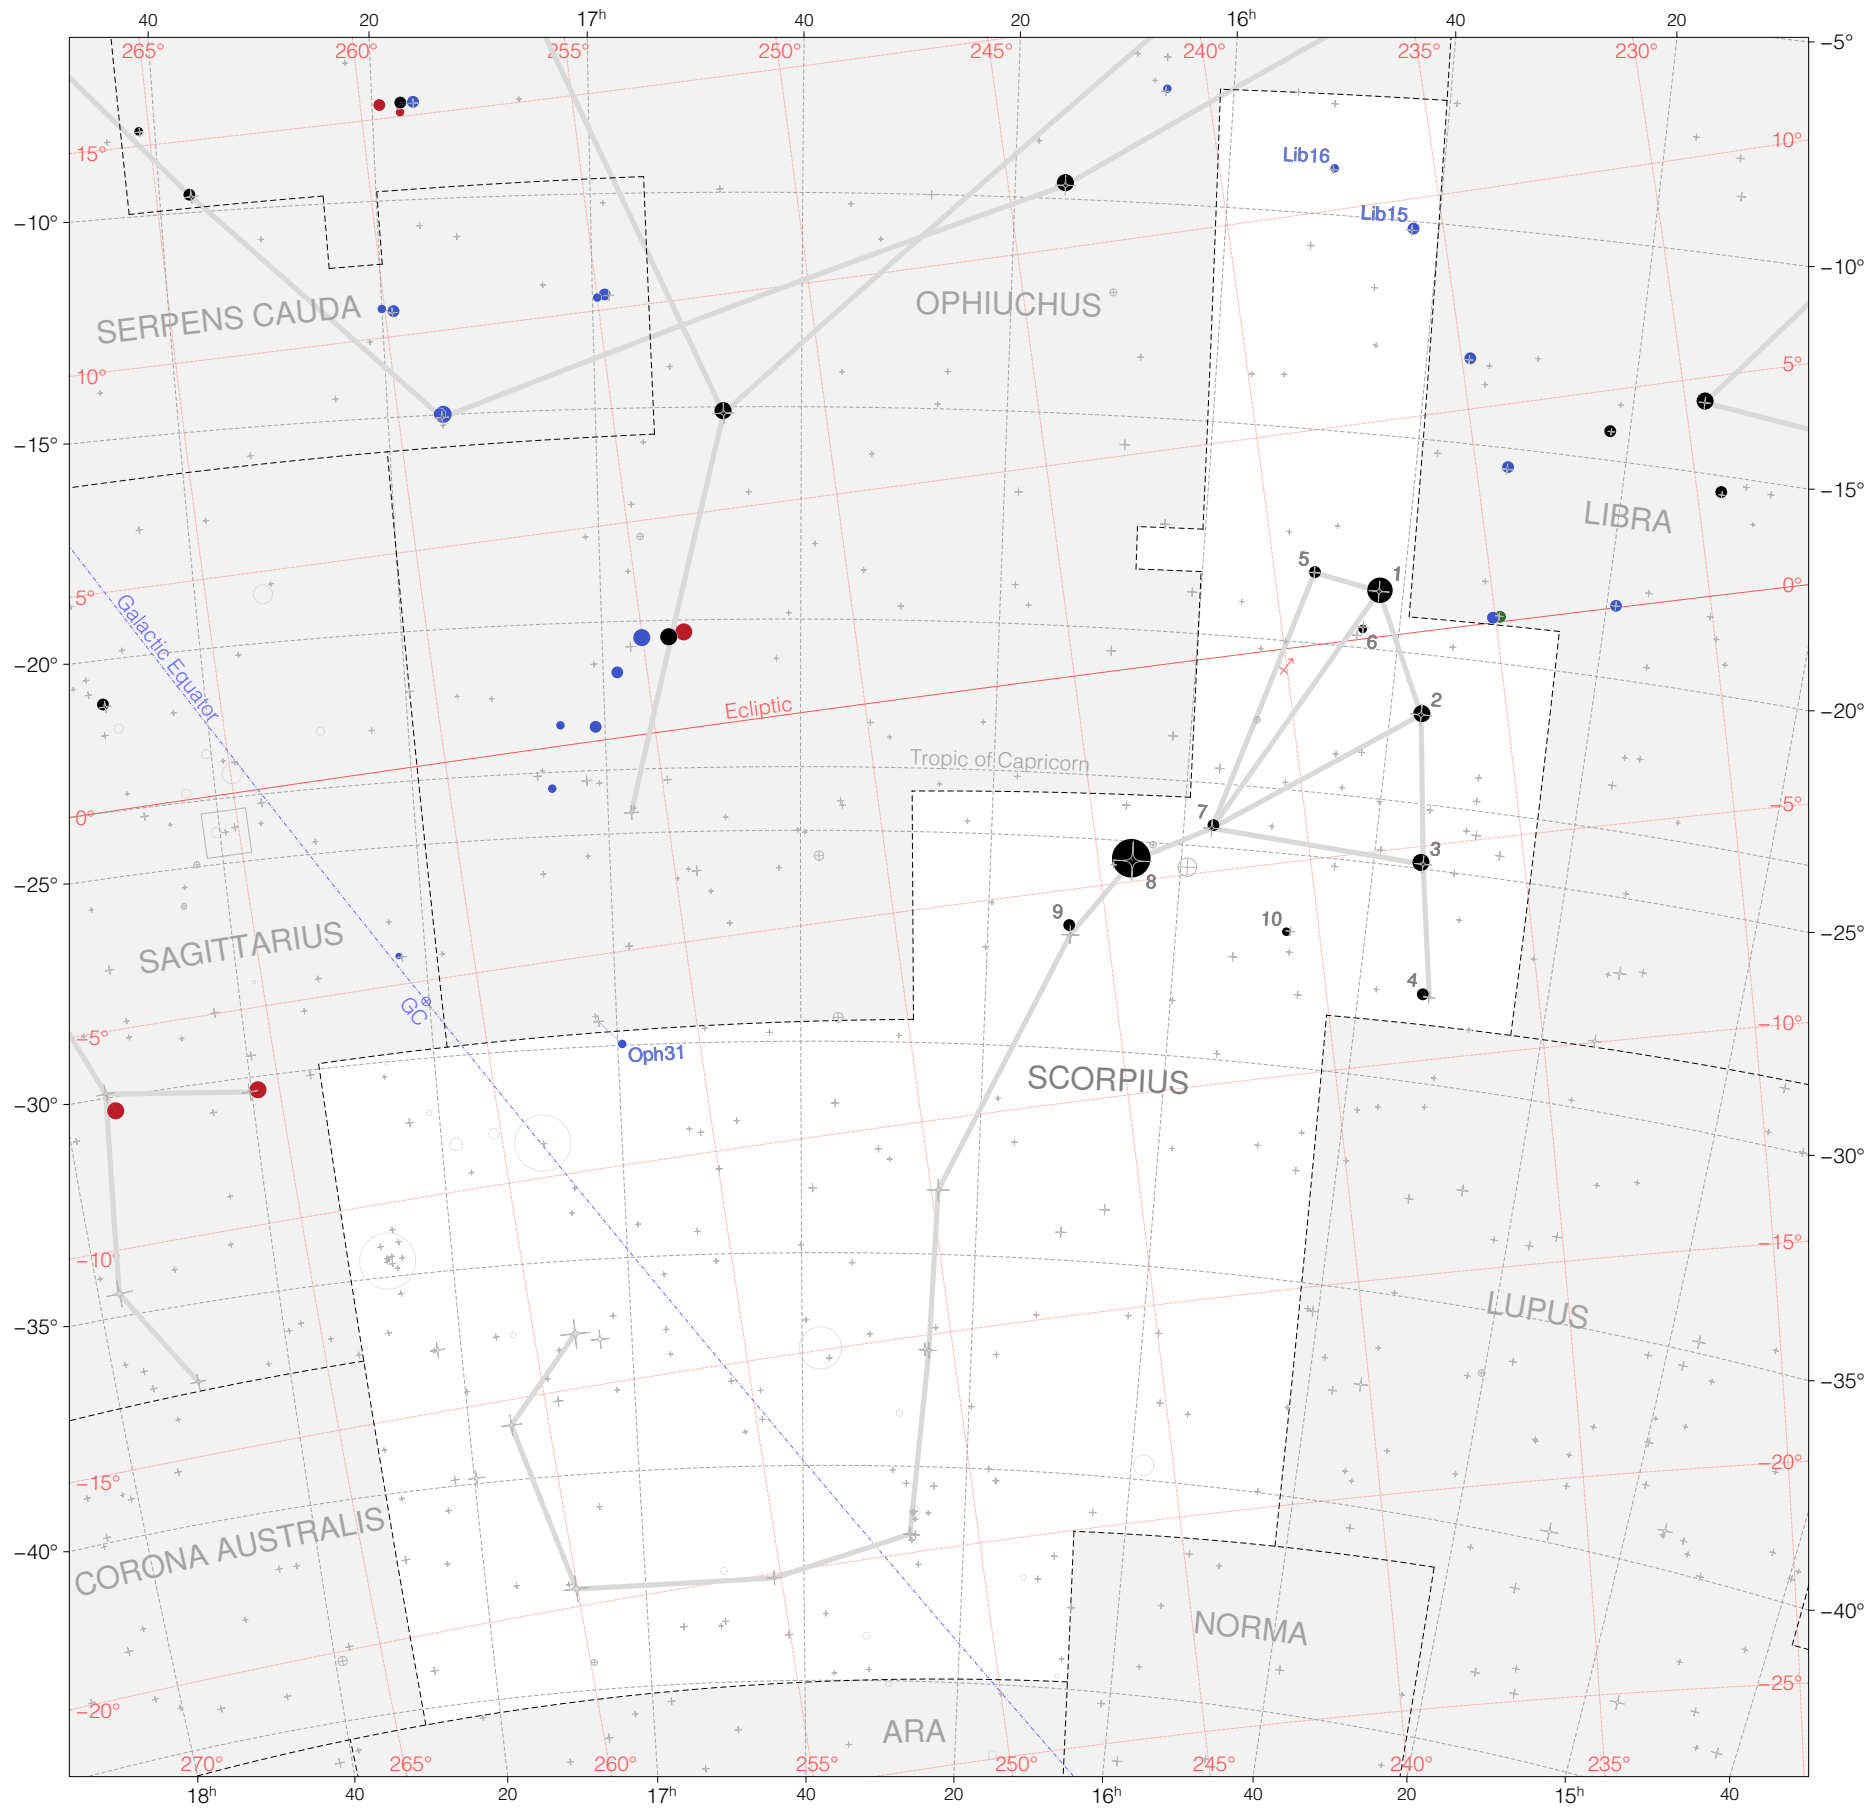 40 20 17h 40 20 16h 40 20
265° 260° 255° 250° 245° 240° 235° 230°
−5°
15° 10°
Lib16
Lib15
−10°
−10°
SERPENS CAUDA OPHIUCHUS
10° 5°
−15°
−15°
LIBRA
5 1
5° 0°
Galactic Equator
6
−20°
2
Ecliptic
−20°
Tropic of Capricorn
0° −5°
7
3
8
−25°
9 10
−25°
SAGITTARIUS
4
GC
−5° −10°
Oph31
SCORPIUS
−30°
−30°
−10° −15°
LUPUS
−35°
−35°
−15° −20°
CORONA AUSTRALIS
−40°
−40°
NORMA
−20° −25°
ARA
270° 265° 260° 255° 250° 245° 240° 235°
18h 40 20 17h 40 20 16h 40 20 15h 40